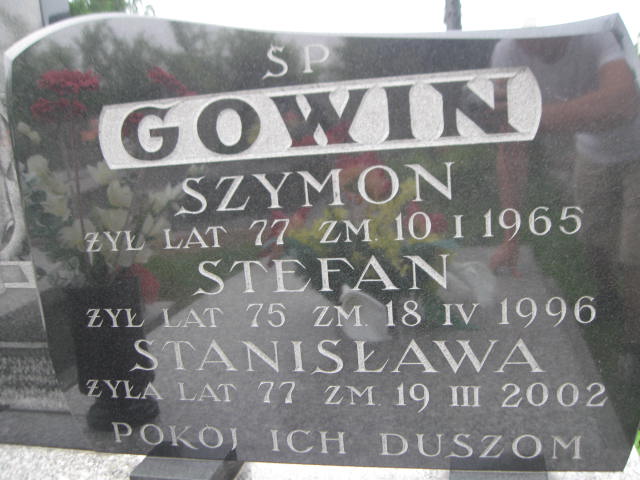 ŚP
GOWIN
SZYMON
ŻYŁ LAT 77 ZM. 10 I 1965
STEFAN
ŻYŁ LAT 75 ZM. 18 IV 1996
STANISŁAWA
ŻYŁA LAT 77 ZM. 19 III 2002
POKÓJ ICH DUSZOM